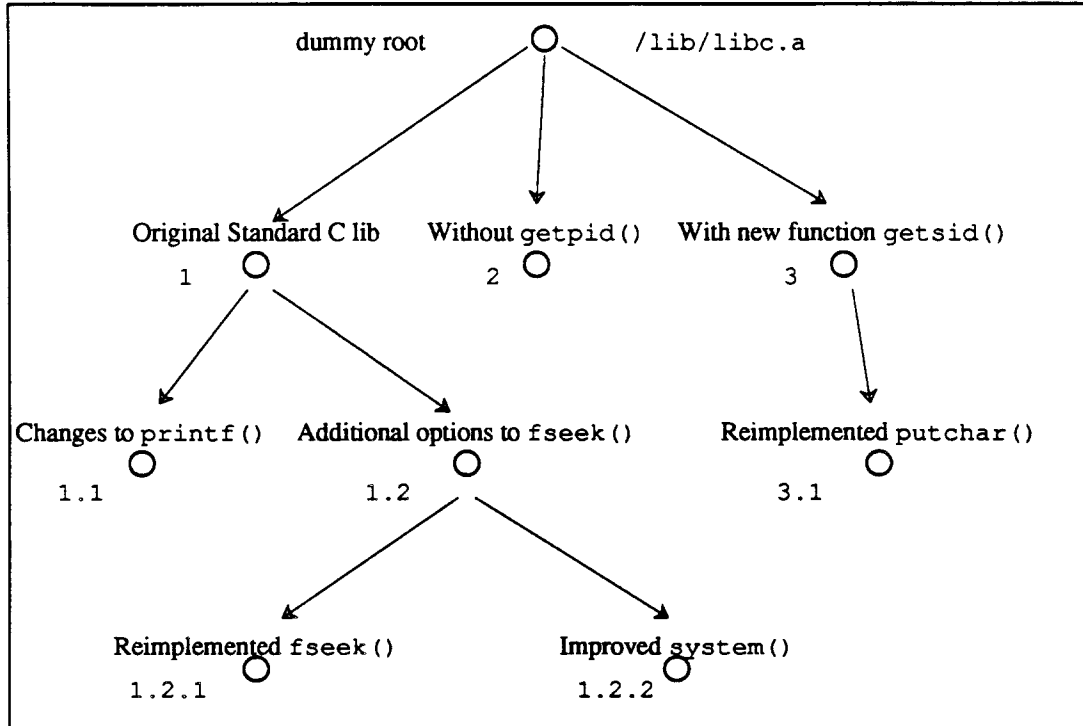 dummy root /lib/libc.a
Original Standard C lib Without getpid() With new function getsid()
1 2 3
Changes to printf() Additional options to fseek() Reimplemented putchar()
1.1 1.2 3.1
Reimplemented fseek() Improved system()
1.2.1 1.2.2